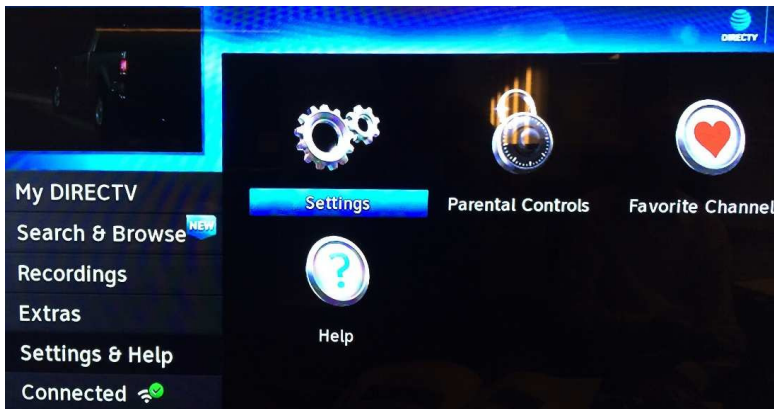 DIRECTV
My DIRECTV
Search & Browse NEW
Recordings
Extras
Settings & Help
Connected
Settings
Parental Controls
Favorite Channel
?
Help